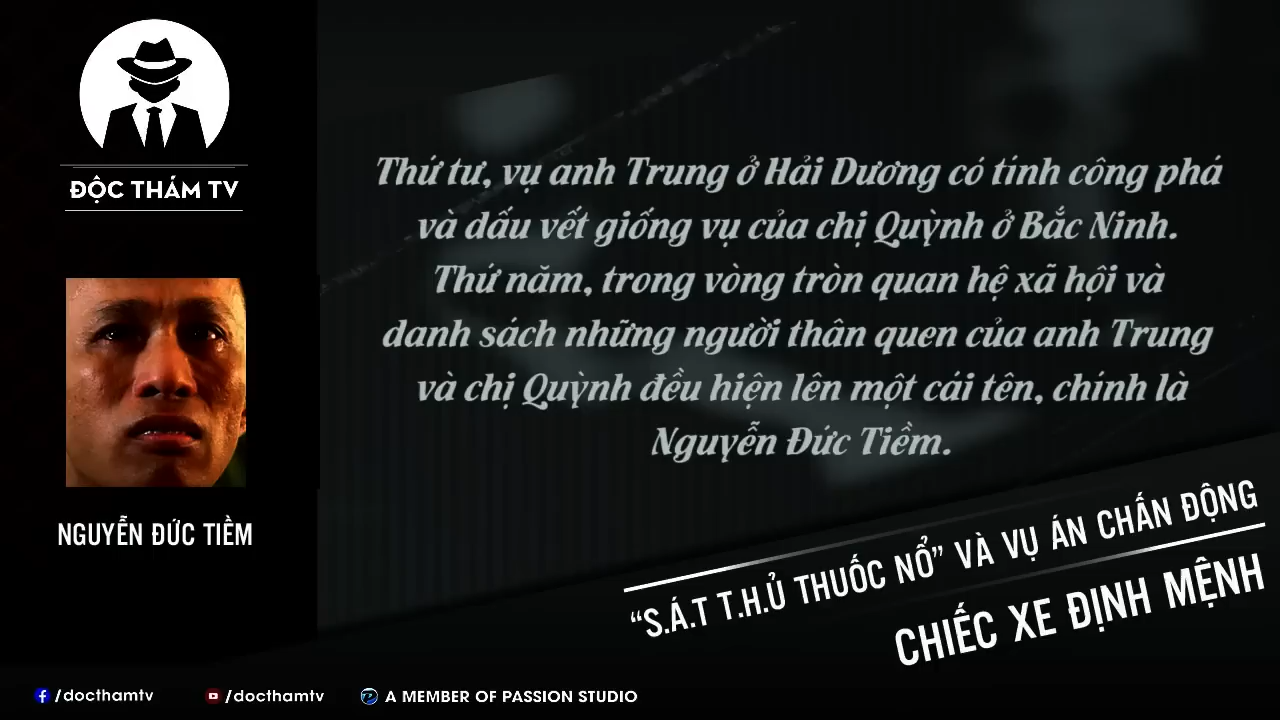 ĐỘC THÁM TV
NGUYỄN ĐỨC TIỀM
Thứ tư, vụ anh Trung ở Hải Dương có tính công phá
và dấu vết giống vụ của chị Quỳnh ở Bắc Ninh.
Thứ năm, trong vòng tròn quan hệ xã hội và
danh sách những người thân quen của anh Trung
và chị Quỳnh đều hiện lên một cái tên, chính là
Nguyễn Đức Tiềm.
“S.Á.T T.H.Ủ THUỐC NỔ” VÀ VỤ ÁN CHẤN ĐỘNG
CHIẾC XE ĐỊNH MỆNH
/docthamtv
/docthamtv
A MEMBER OF PASSION STUDIO